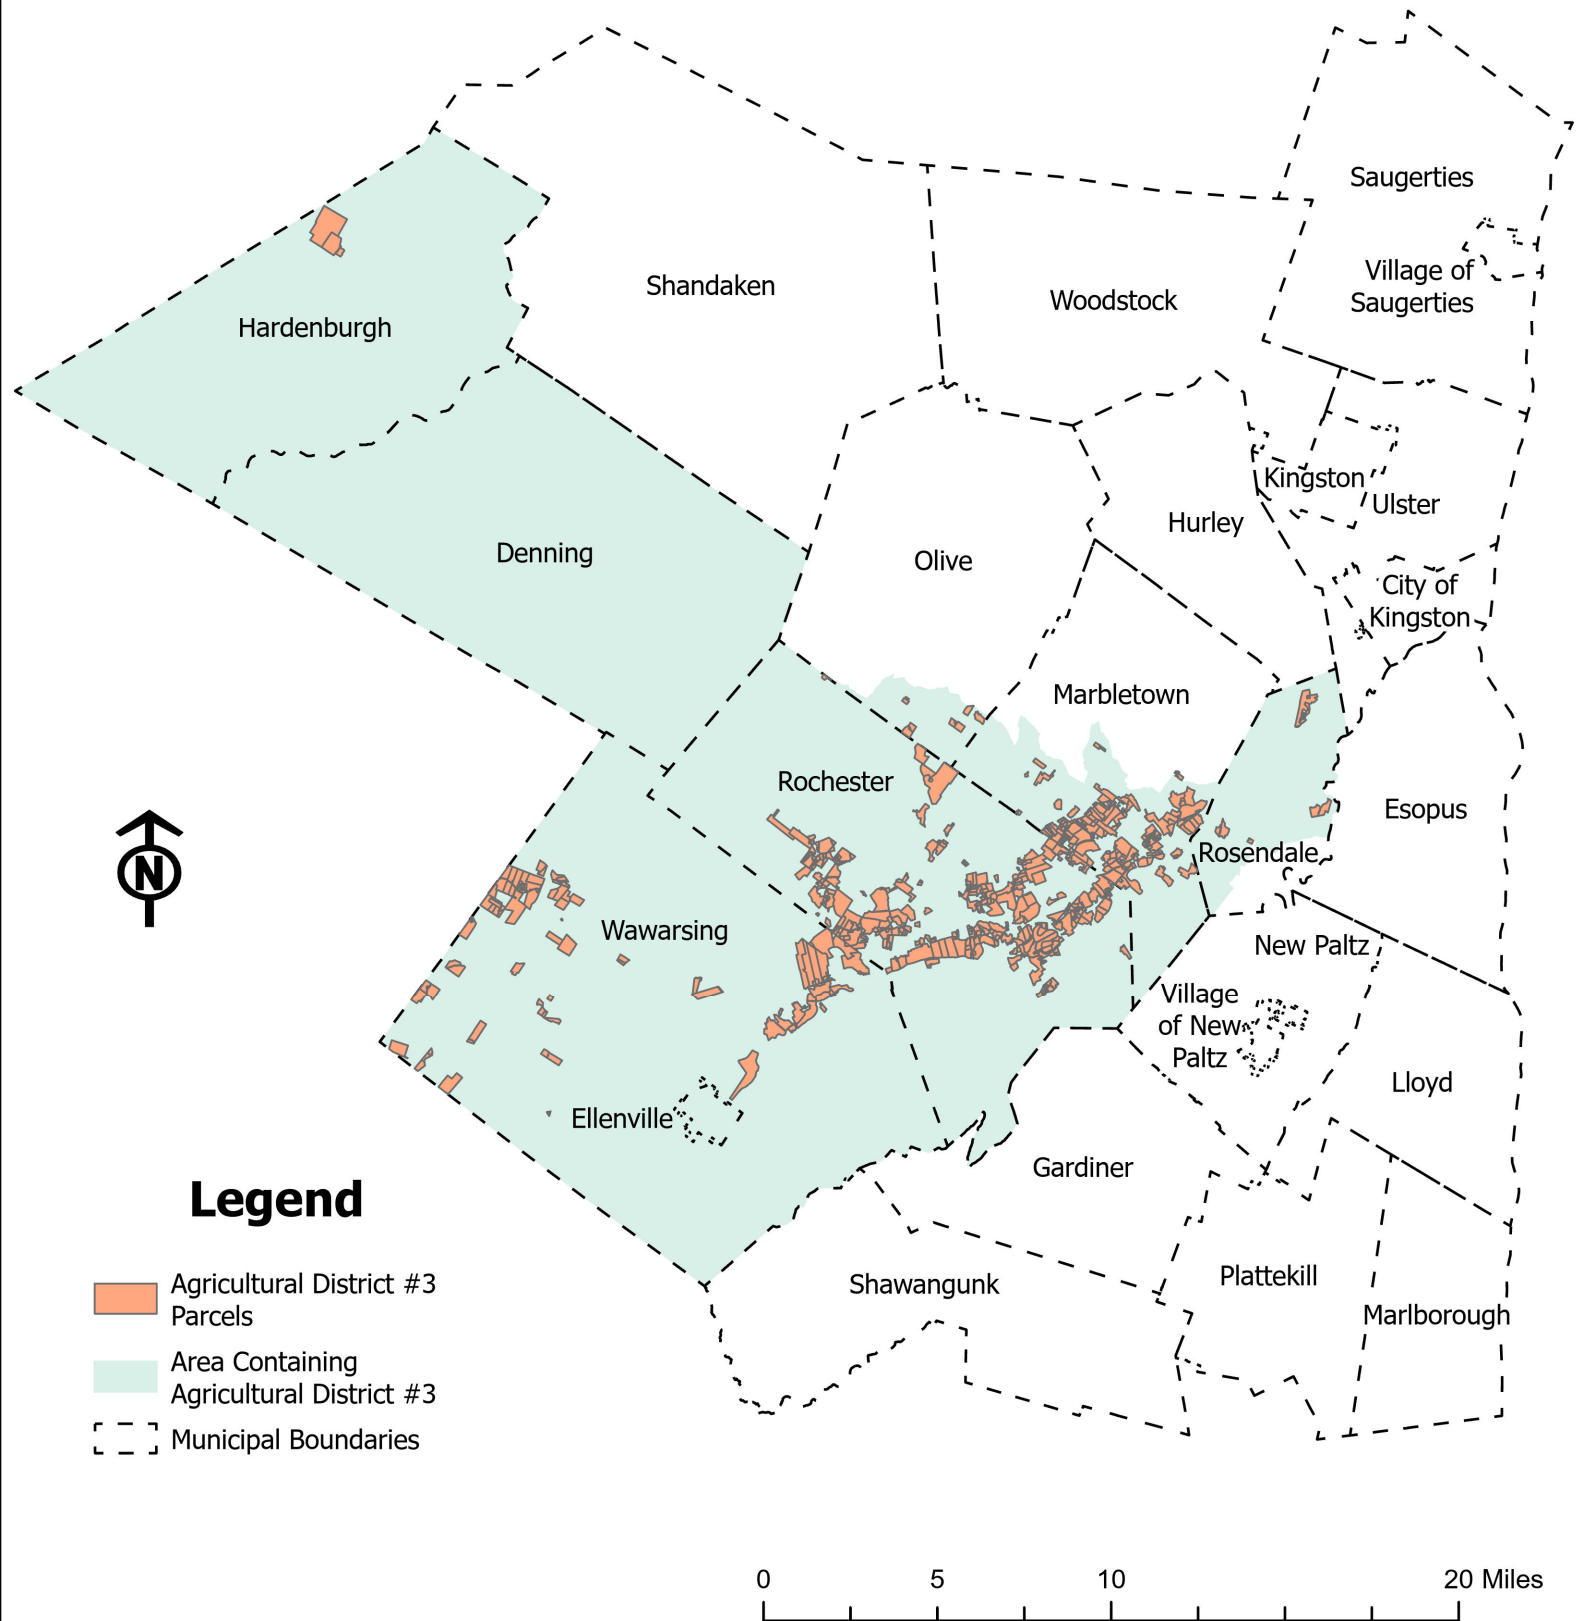 Saugerties
Village of
Saugerties
Shandaken
Woodstock
Hardenburgh
Kingston
Ulster
Hurley
Denning
Olive
City of
Kingston
Marbletown
Rochester
Esopus
Rosendale
Wawarsing
New Paltz
Village
of New
Paltz
Lloyd
Ellenville
Gardiner
Shawangunk
Plattekill
Marlborough
N
Legend
Agricultural District #3
Parcels
Area Containing
Agricultural District #3
Municipal Boundaries
0 5 10 20 Miles